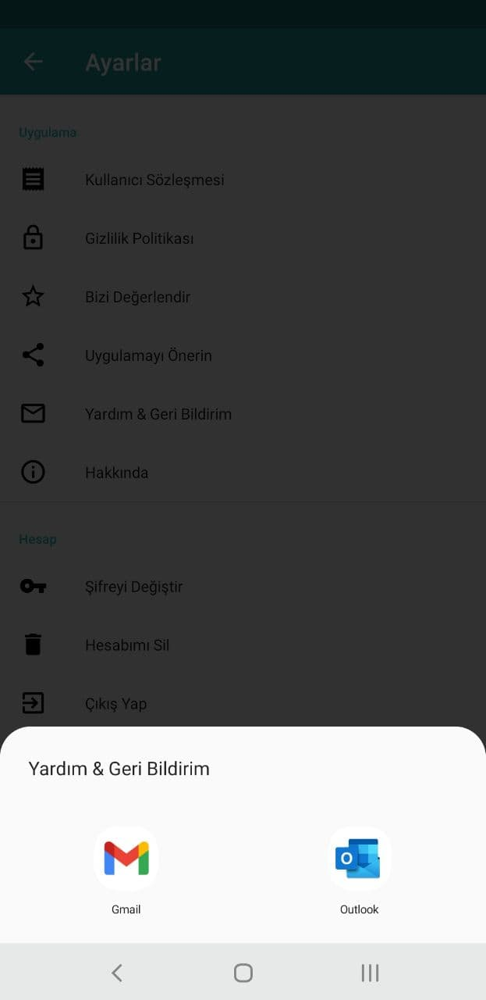 Ayarlar
Uygulama
Kullanıcı Sözleşmesi
Gizlilik Politikası
Bizi Değerlendir
Uygulamayı Önerin
Yardım & Geri Bildirim
Hakkında
Hesap
Şifreyi Değiştir
Hesabımı Sil
Çıkış Yap
Yardım & Geri Bildirim
Gmail
Outlook